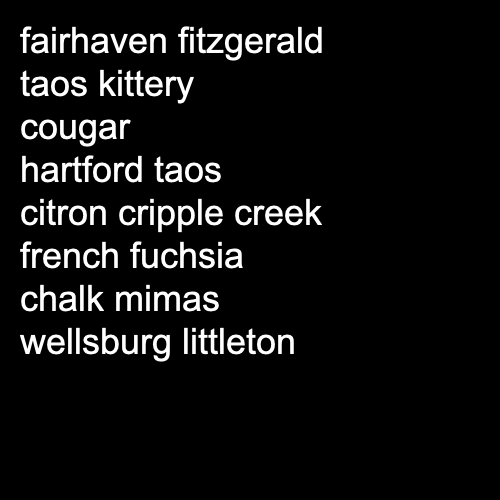 fairhaven fitzgerald
taos kittery
cougar
hartford taos
citron cripple creek
french fuchsia
chalk mimas
wellsburg littleton